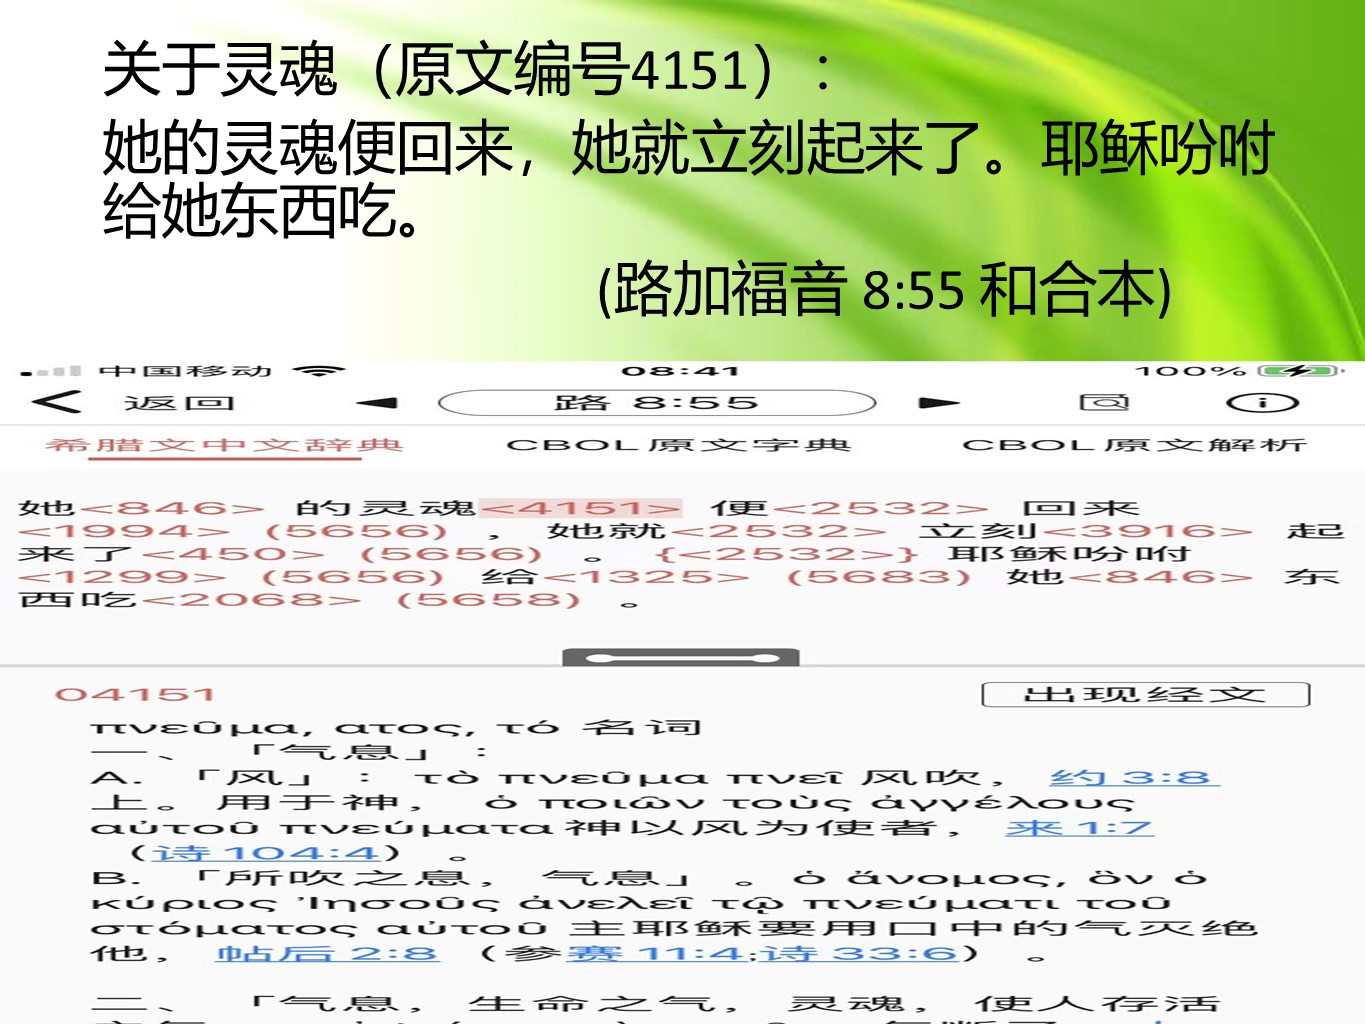 关于灵魂（原文编号4151）：
她的灵魂便回来，她就立刻起来了。耶稣吩咐
给她东西吃。
(路加福音 8:55 和合本)
中国移动 08:41 100%
返回 路 8:55
希腊文中文辞典 CBOL原文字典 CBOL原文解析
她<846> 的灵魂<4151> 便<2532> 回来
<1994> (5656) ，她就<2532> 立刻<3916> 起
来了<450> (5656) 。 {<2532>} 耶稣吩咐
<1299> (5656) 给<1325> (5683) 她<846> 东
西吃<2068> (5658) 。
04151 出现经文
πνεῦμα, ατος, τό 名词
一、 「气息」：
A. 「风」： τὸ πνεῦμα πνεῖ 风吹， 约 3:8
上。用于神， ὁ ποιῶν τοὺς ἀγγέλους
αὐτοῦ πνεύματα 神以风为使者， 来 1:7
（诗 104:4） 。
B. 「所吹之息，气息」 。ὁ ἄνομος, ὃν ὁ
κύριος Ἰησοῦς ἀνελεῖ τῷ πνεύματι τοῦ
στόματος αὐτοῦ 主耶稣要用口中的气灭绝
他， 帖后 2:8 （参赛 11:4;诗 33:6） 。
二、 「气息，生命之气，灵魂，使人存活